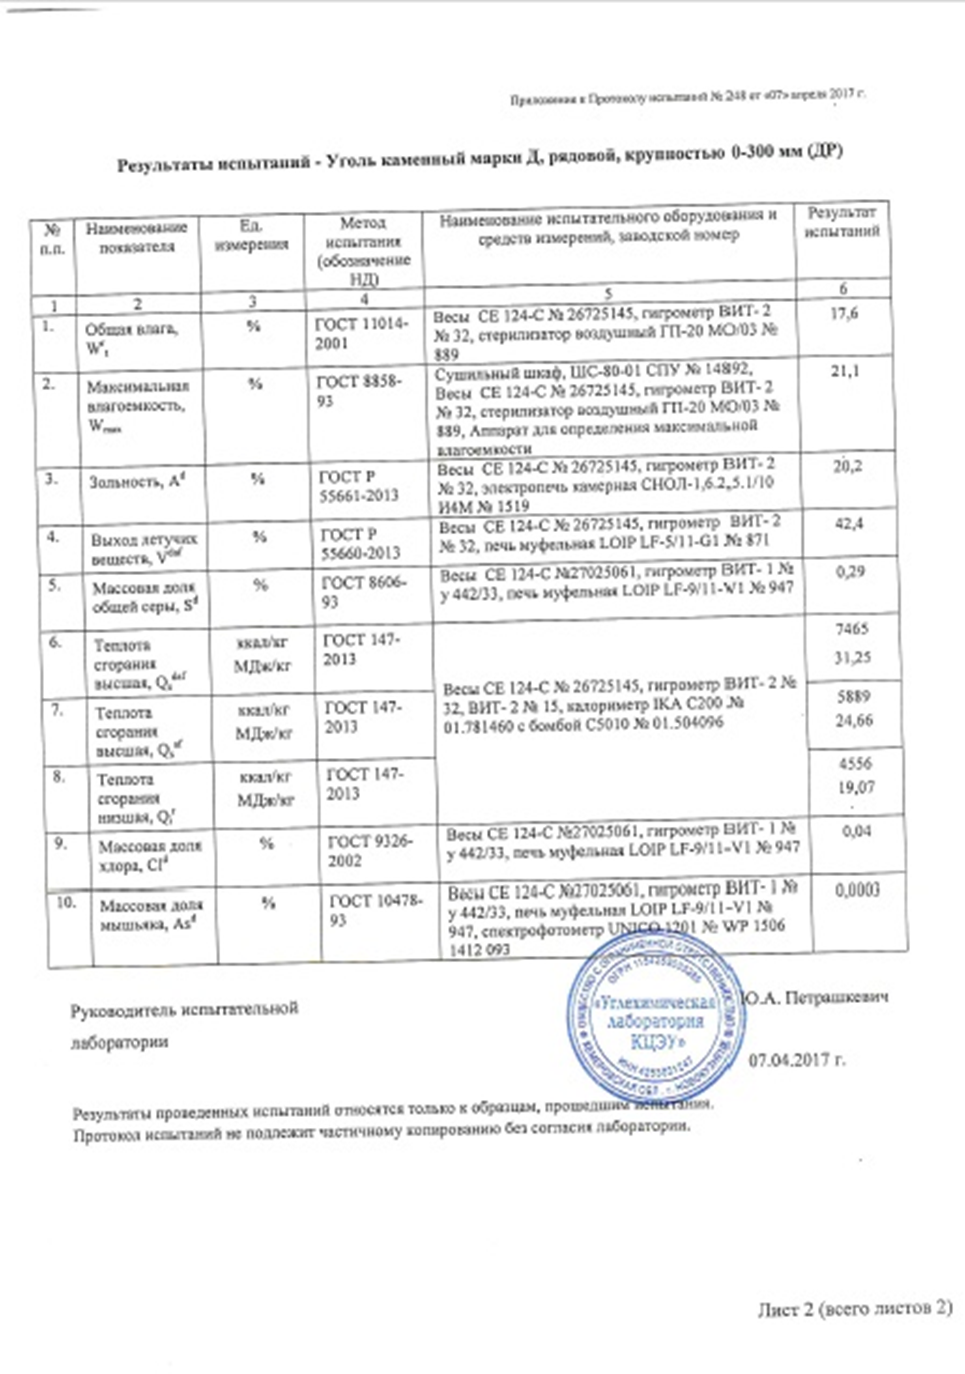 Приложение к Протоколу испытаний № 248 от «07» апреля 2017 г.
Результаты испытаний - Уголь каменный марки Д, рядовой, крупностью 0-300 мм (ДР)
№ п.п.
Наименование показателя
Ед. измерения
Метод испытания (обозначение НД)
Наименование испытательного оборудования и средств измерений, заводской номер
Результат испытаний
1 2 3 4 5 6
1.
Общая влага, Wʳt
%
ГОСТ 11014-2001
Весы СЕ 124-С № 26725145, гигрометр ВИТ- 2
№ 32, стерилизатор воздушный ГП-20 МО/03 №
889
17,6
2.
Максимальная влагоемкость, Wmax
%
ГОСТ 8858-93
Сушильный шкаф, ШС-80-01 СПУ № 14892,
Весы СЕ 124-С № 26725145, гигрометр ВИТ- 2
№ 32, стерилизатор воздушный ГП-20 МО/03 №
889, Аппарат для определения максимальной
влагоемкости
21,1
3.
Зольность, Aᵈ
%
ГОСТ Р 55661-2013
Весы СЕ 124-С № 26725145, гигрометр ВИТ- 2
№ 32, электропечь камерная СНОЛ-1,6.2,,5.1/10
И4М № 1519
20,2
4.
Выход летучих веществ, Vᵈᵃᶠ
%
ГОСТ Р 55660-2013
Весы СЕ 124-С № 26725145, гигрометр ВИТ- 2
№ 32, печь муфельная LOIP LF-5/11-G1 № 871
42,4
5.
Массовая доля общей серы, Sᵈ
%
ГОСТ 8606-93
Весы СЕ 124-С №27025061, гигрометр ВИТ- 1 №
у 442/33, печь муфельная LOIP LF-9/11-V1 № 947
0,29
6.
Теплота сгорания высшая, Qsᵈᵃᶠ
ккал/кг
МДж/кг
ГОСТ 147-2013
7465
31,25
Весы СЕ 124-С № 26725145, гигрометр ВИТ- 2 №
32, ВИТ- 2 № 15, калориметр IKA C200 №
01.781460 с бомбой С5010 № 01.504096
7.
Теплота сгорания высшая, Qsᵃᶠ
ккал/кг
МДж/кг
ГОСТ 147-2013
5889
24,66
8.
Теплота сгорания низшая, Qiʳ
ккал/кг
МДж/кг
ГОСТ 147-2013
4556
19,07
9.
Массовая доля хлора, Clᵈ
%
ГОСТ 9326-2002
Весы СЕ 124-С №27025061, гигрометр ВИТ- 1 №
у 442/33, печь муфельная LOIP LF-9/11–V1 № 947
0,04
10.
Массовая доля мышьяка, Asᵈ
%
ГОСТ 10478-93
Весы СЕ 124-С №27025061, гигрометр ВИТ- 1 №
у 442/33, печь муфельная LOIP LF-9/11–V1 №
947, спектрофотометр UNICO 1201 № WP 1506
1412 093
0,0003
Руководитель испытательной
лаборатории
ОБЩЕСТВО С ОГРАНИЧЕННОЙ ОТВЕТСТВЕННОСТЬЮ
КЕМЕРОВСКАЯ ОБЛ., г. НОВОКУЗНЕЦК
«Углехимическая
лаборатория
КЦЭУ»
Ю.А. Петрашкевич
07.04.2017 г.
Результаты проведенных испытаний относятся только к образцам, прошедшим испытания.
Протокол испытаний не подлежит частичному копированию без согласия лаборатории.
Лист 2 (всего листов 2)